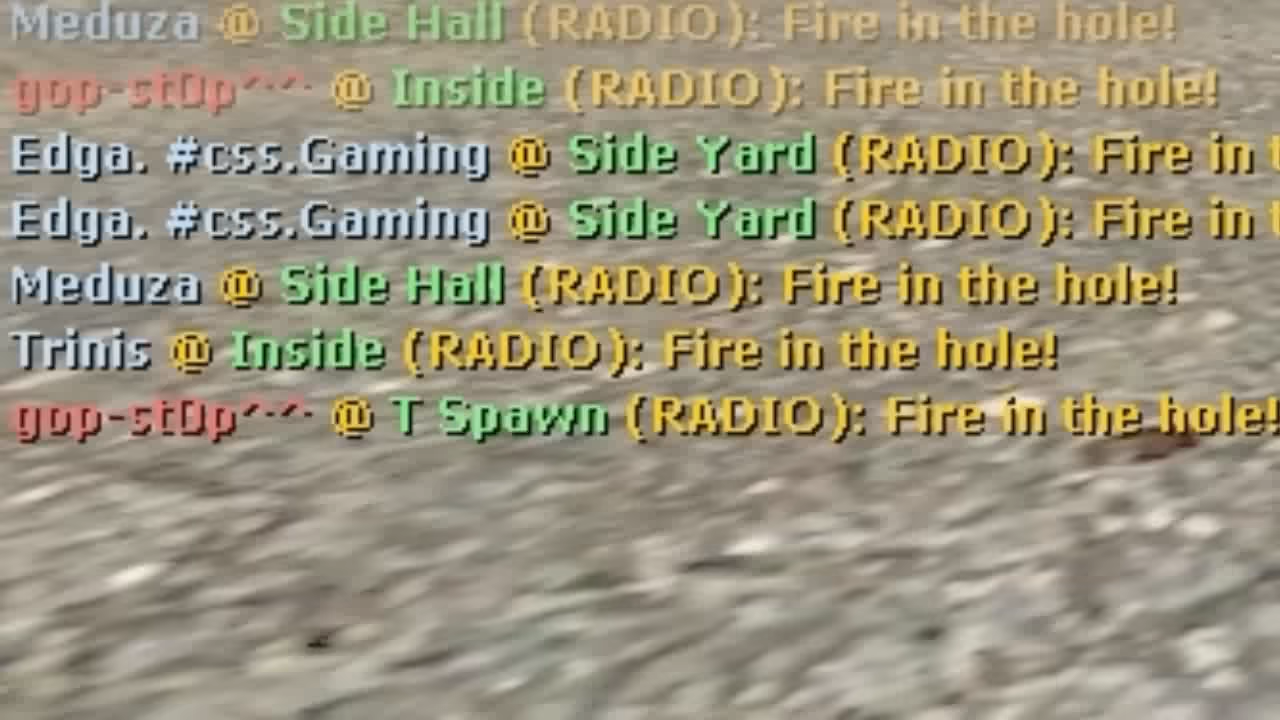 Meduza @ Side Hall (RADIO): Fire in the hole!
gop-st0p^·^· @ Inside (RADIO): Fire in the hole!
Edga. #css.Gaming @ Side Yard (RADIO): Fire in
Edga. #css.Gaming @ Side Yard (RADIO): Fire in
Meduza @ Side Hall (RADIO): Fire in the hole!
Trinis @ Inside (RADIO): Fire in the hole!
gop-st0p^·^· @ T Spawn (RADIO): Fire in the hole!